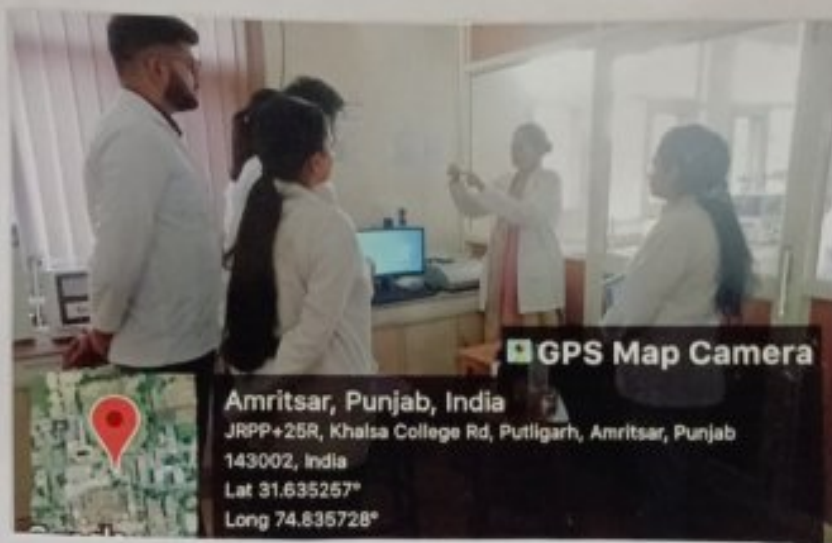 GPS Map Camera
Amritsar, Punjab, India
JRPP+25R, Khalsa College Rd, Putligarh, Amritsar, Punjab
143002, India
Lat 31.635257°
Long 74.835728°
Google